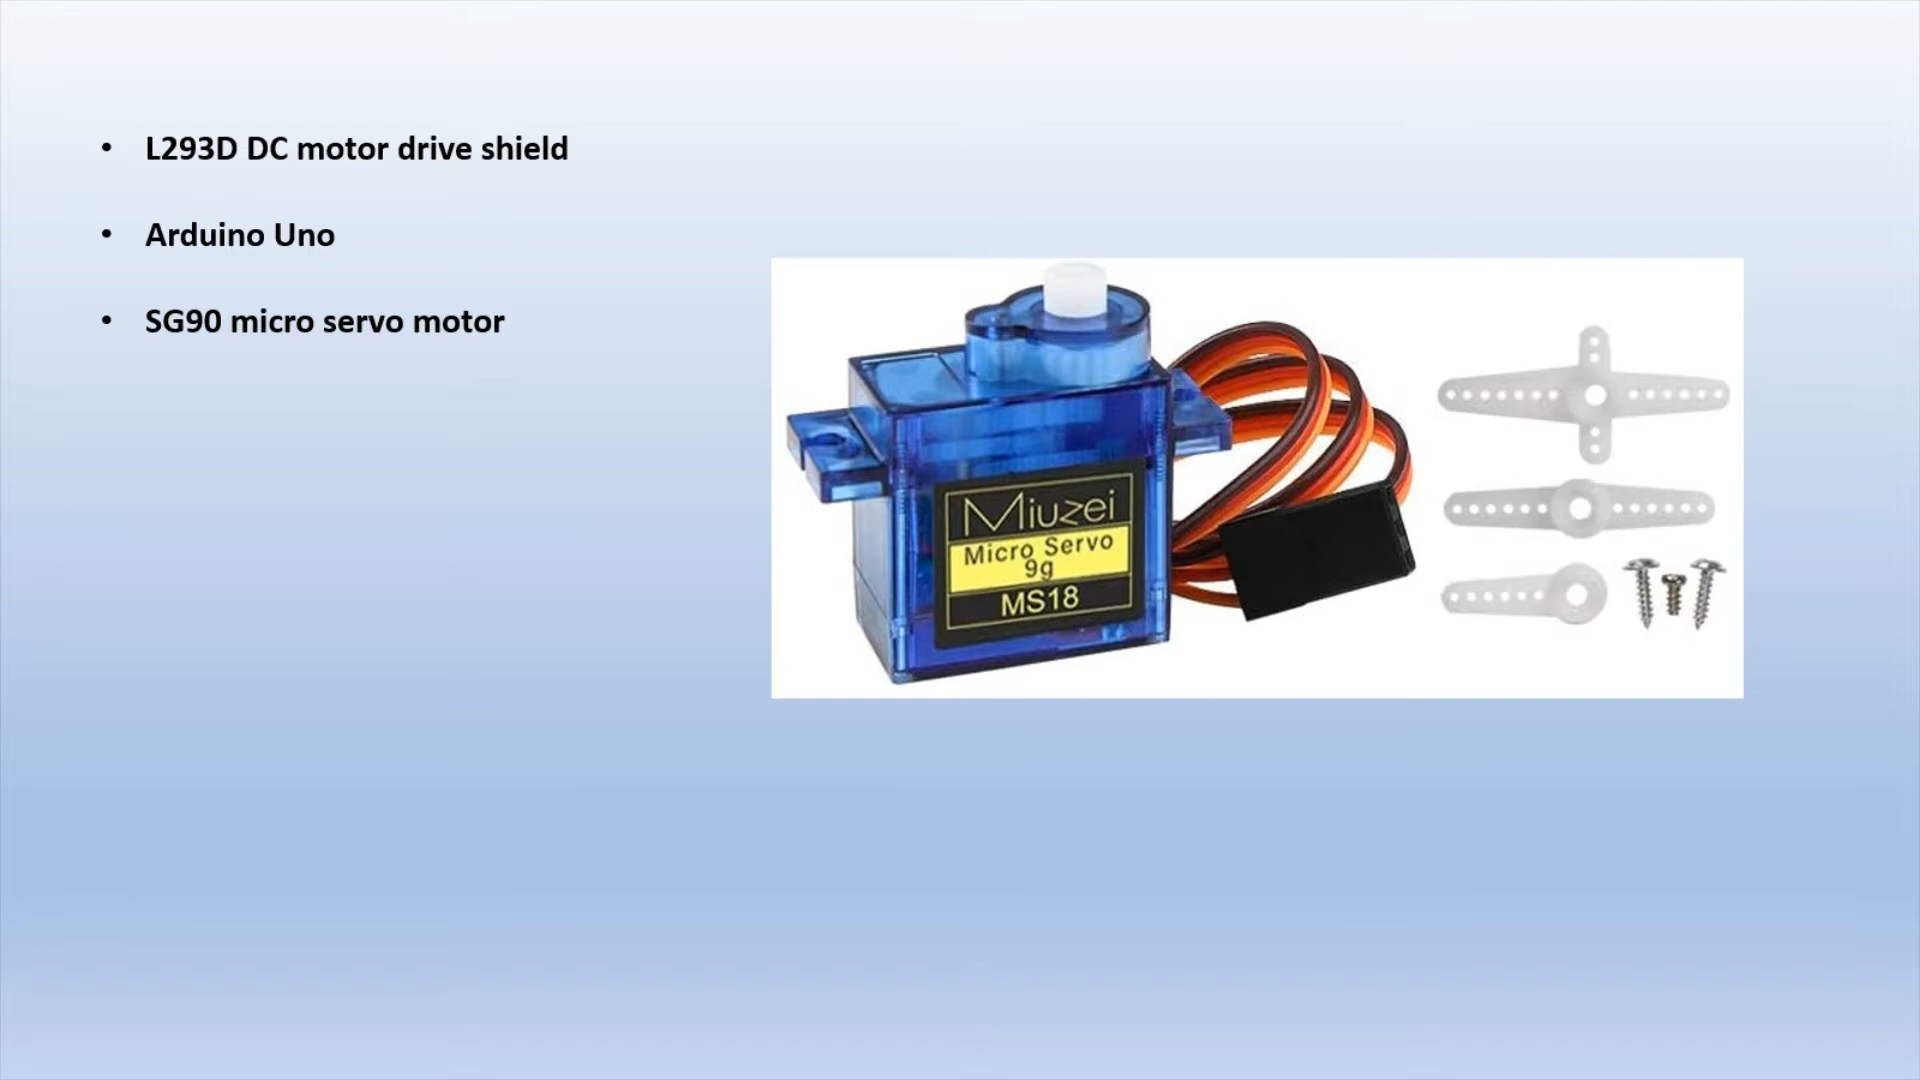 • L293D DC motor drive shield
• Arduino Uno
• SG90 micro servo motor
Miuzei
Micro Servo
9g
MS18